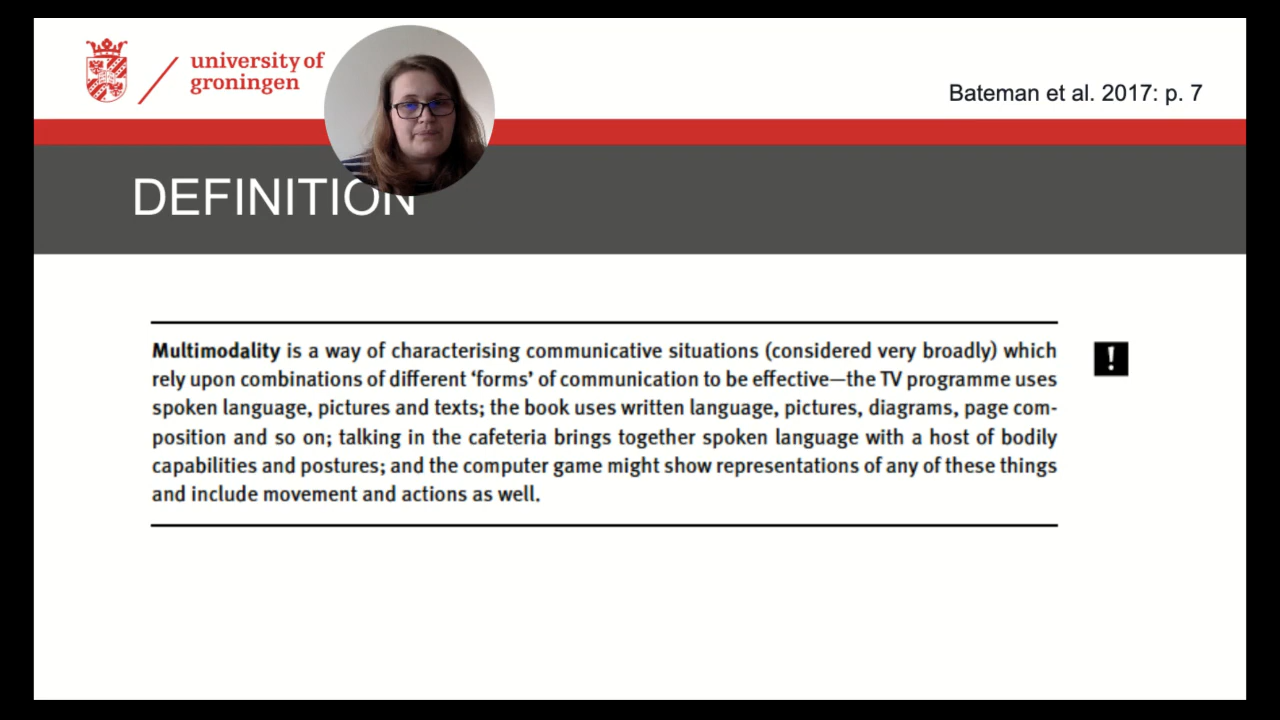 university of
groningen
Bateman et al. 2017: p. 7
DEFINITION
Multimodality is a way of characterising communicative situations (considered very broadly) which
rely upon combinations of different ‘forms’ of communication to be effective—the TV programme uses
spoken language, pictures and texts; the book uses written language, pictures, diagrams, page com-
position and so on; talking in the cafeteria brings together spoken language with a host of bodily
capabilities and postures; and the computer game might show representations of any of these things
and include movement and actions as well.
!